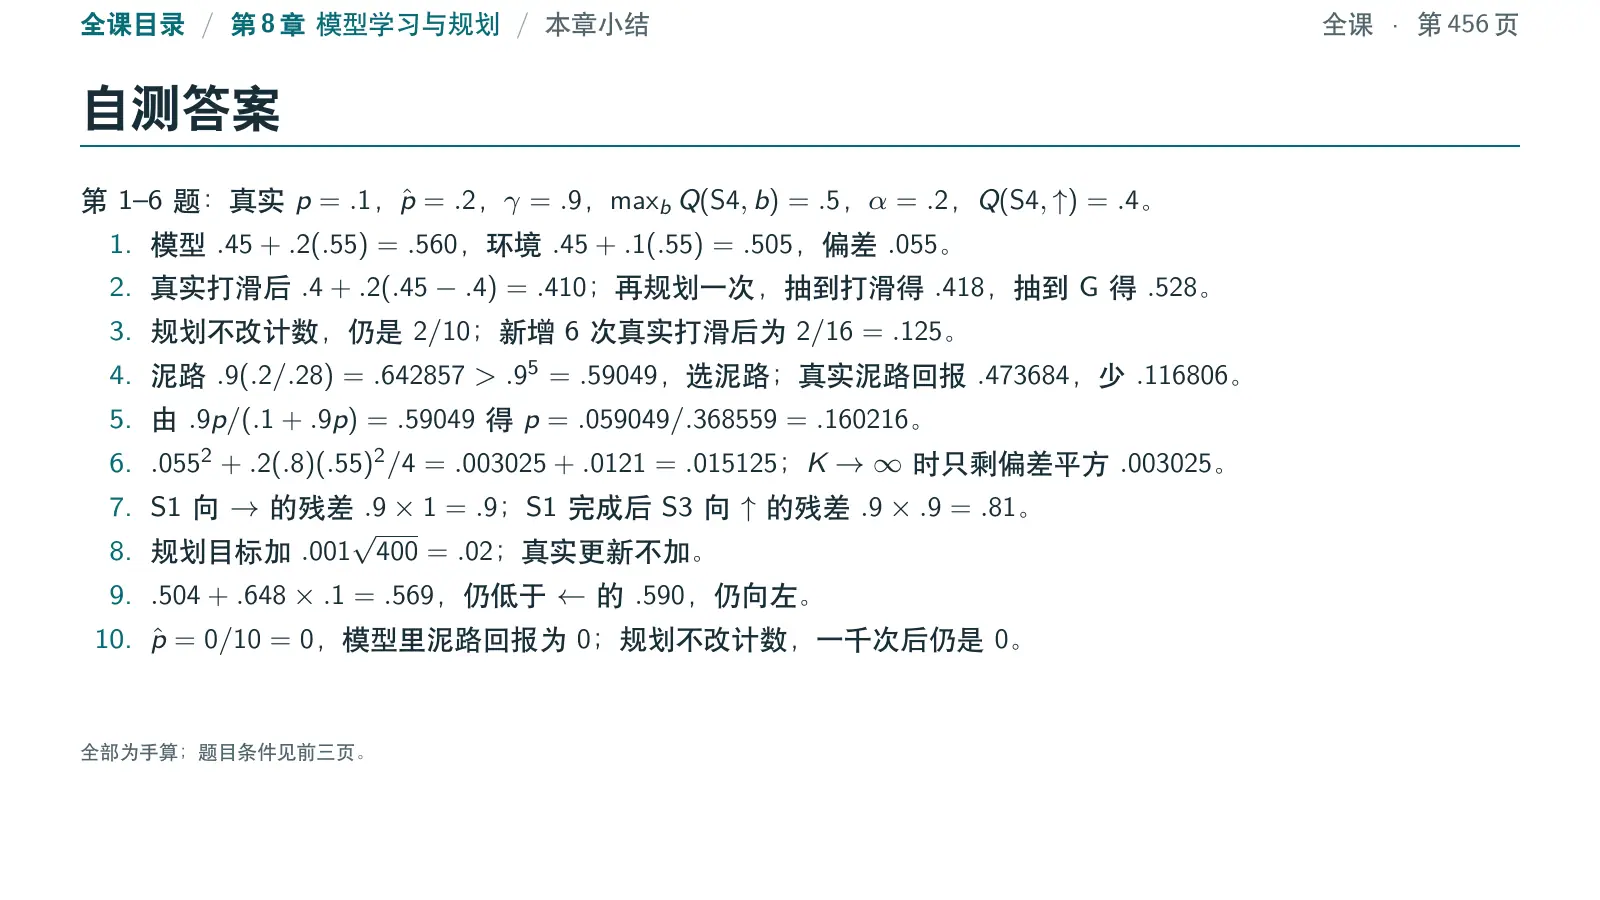 全课目录 / 第 8 章 模型学习与规划 / 本章小结
全课 · 第 456 页
自测答案
第 1–6 题：真实 p = .1，p̂ = .2，γ = .9，max_b Q(S4, b) = .5，α = .2，Q(S4, ↑) = .4。
1. 模型 .45 + .2(.55) = .560，环境 .45 + .1(.55) = .505，偏差 .055。
2. 真实打滑后 .4 + .2(.45 − .4) = .410；再规划一次，抽到打滑得 .418，抽到 G 得 .528。
3. 规划不改计数，仍是 2/10；新增 6 次真实打滑后为 2/16 = .125。
4. 泥路 .9(.2/.28) = .642857 > .9⁵ = .59049，选泥路；真实泥路回报 .473684，少 .116806。
5. 由 .9p/(.1 + .9p) = .59049 得 p = .059049/.368559 = .160216。
6. .055² + .2(.8)(.55)²/4 = .003025 + .0121 = .015125；K → ∞ 时只剩偏差平方 .003025。
7. S1 向 → 的残差 .9 × 1 = .9；S1 完成后 S3 向 ↑ 的残差 .9 × .9 = .81。
8. 规划目标加 .001√400 = .02；真实更新不加。
9. .504 + .648 × .1 = .569，仍低于 ← 的 .590，仍向左。
10. p̂ = 0/10 = 0，模型里泥路回报为 0；规划不改计数，一千次后仍是 0。
全部为手算；题目条件见前三页。